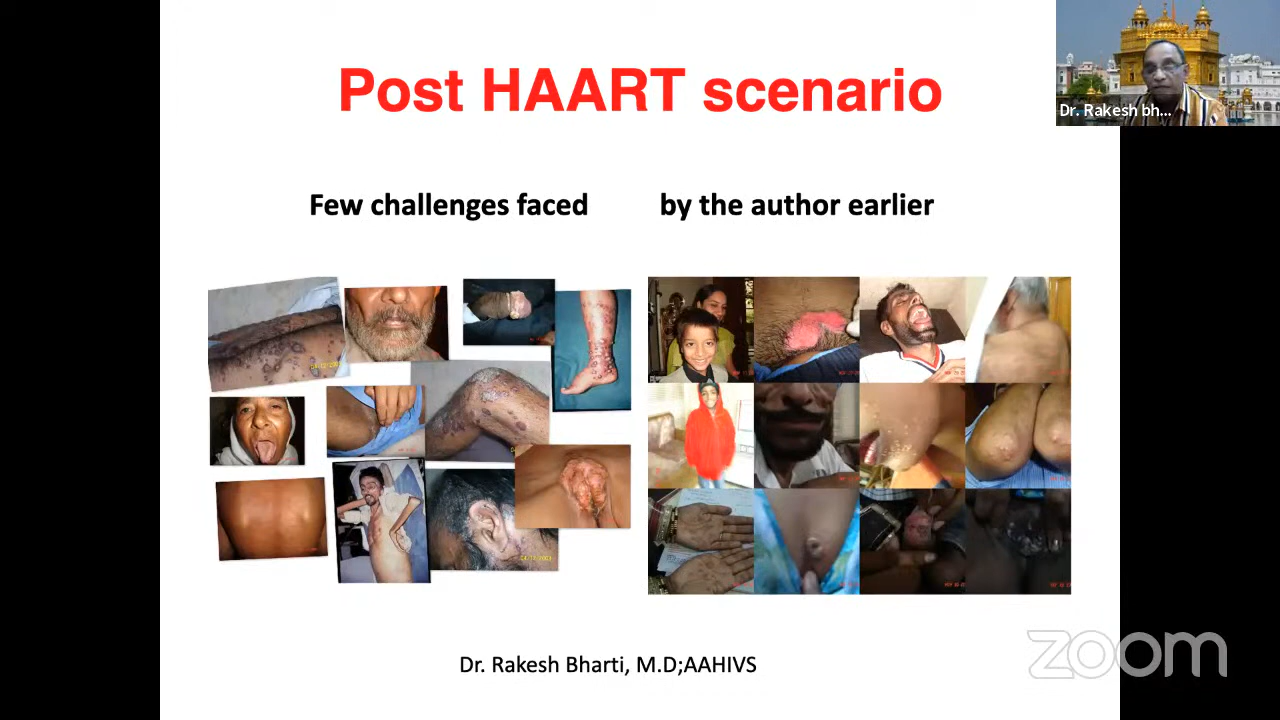 Post HAART scenario
Dr. Rakesh bh...
Few challenges faced
by the author earlier
Dr. Rakesh Bharti, M.D;AAHIVS
zoom